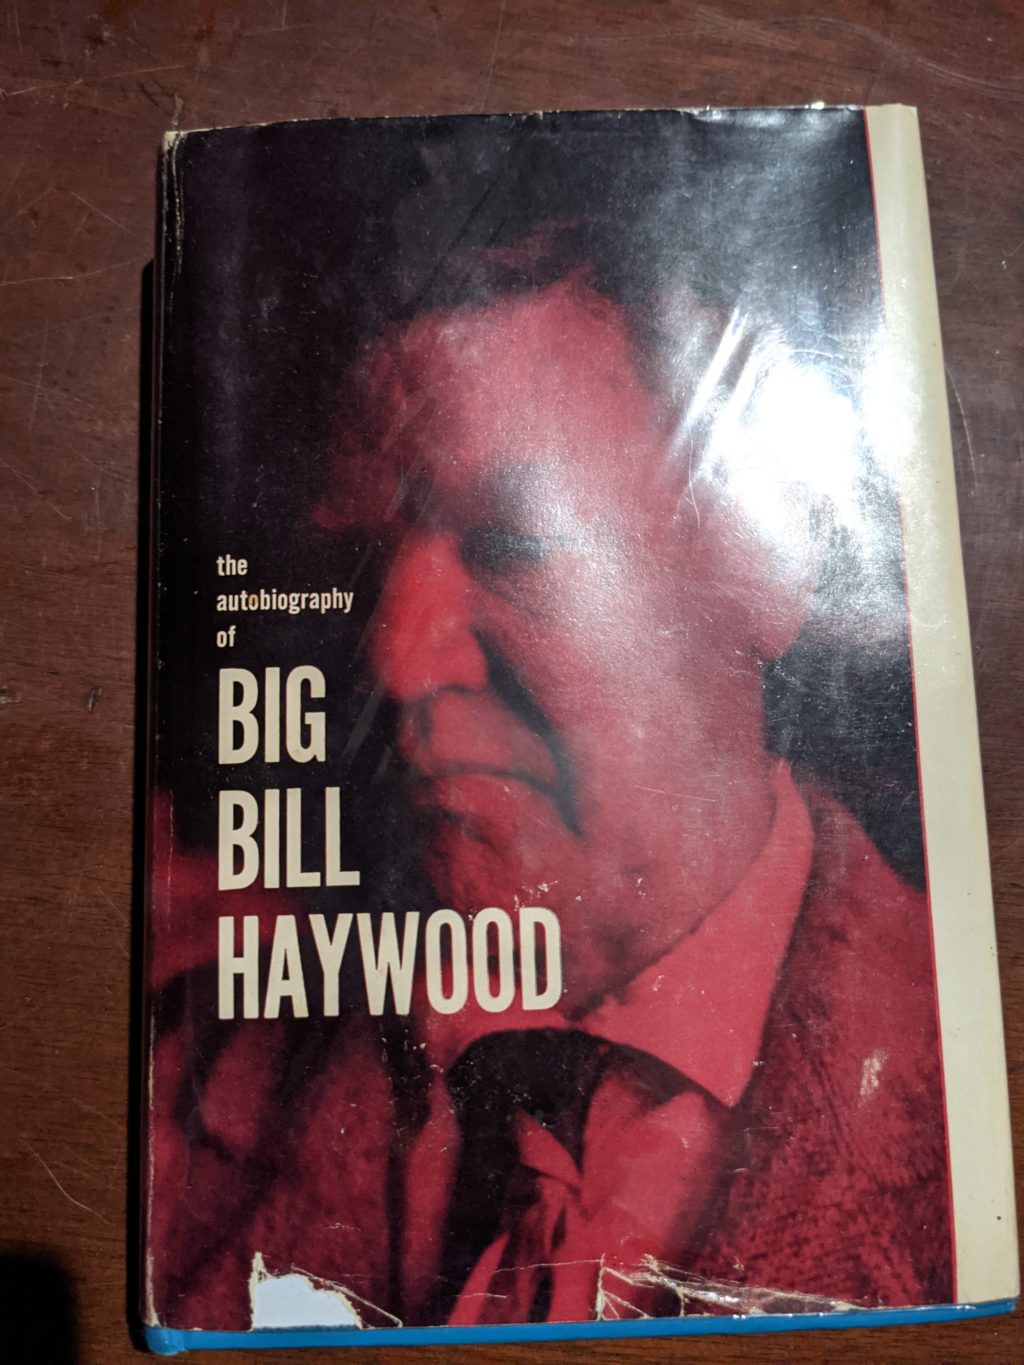 the
autobiography
of
BIG
BILL
HAYWOOD